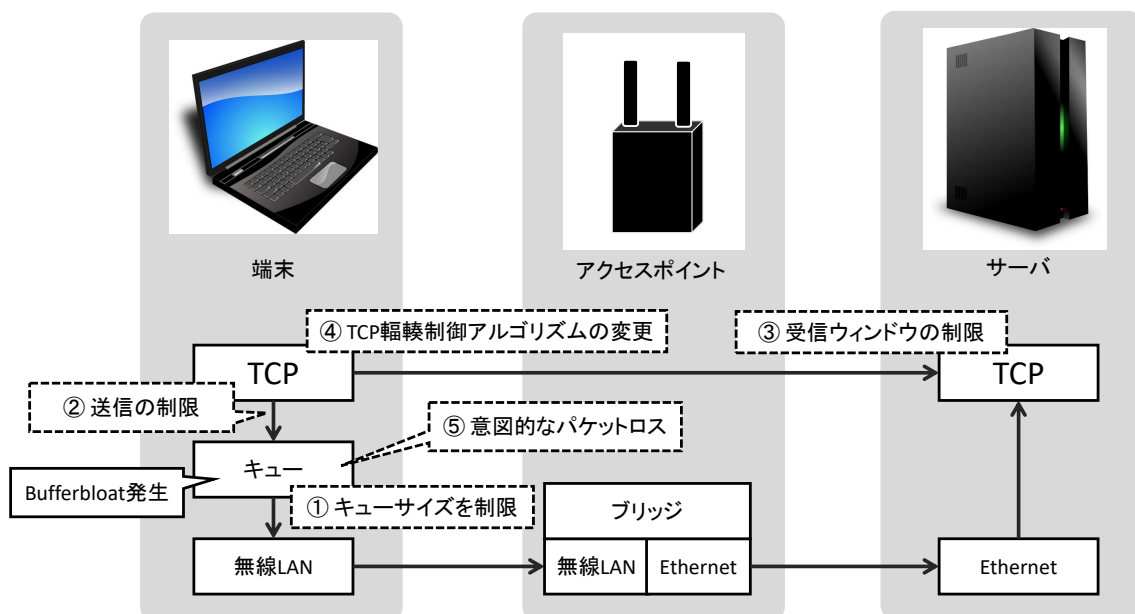 端末
アクセスポイント
サーバ
④ TCP輻輳制御アルゴリズムの変更
③ 受信ウィンドウの制限
TCP
TCP
② 送信の制限
⑤ 意図的なパケットロス
キュー
Bufferbloat発生
① キューサイズを制限
ブリッジ
無線LAN
無線LAN
Ethernet
Ethernet